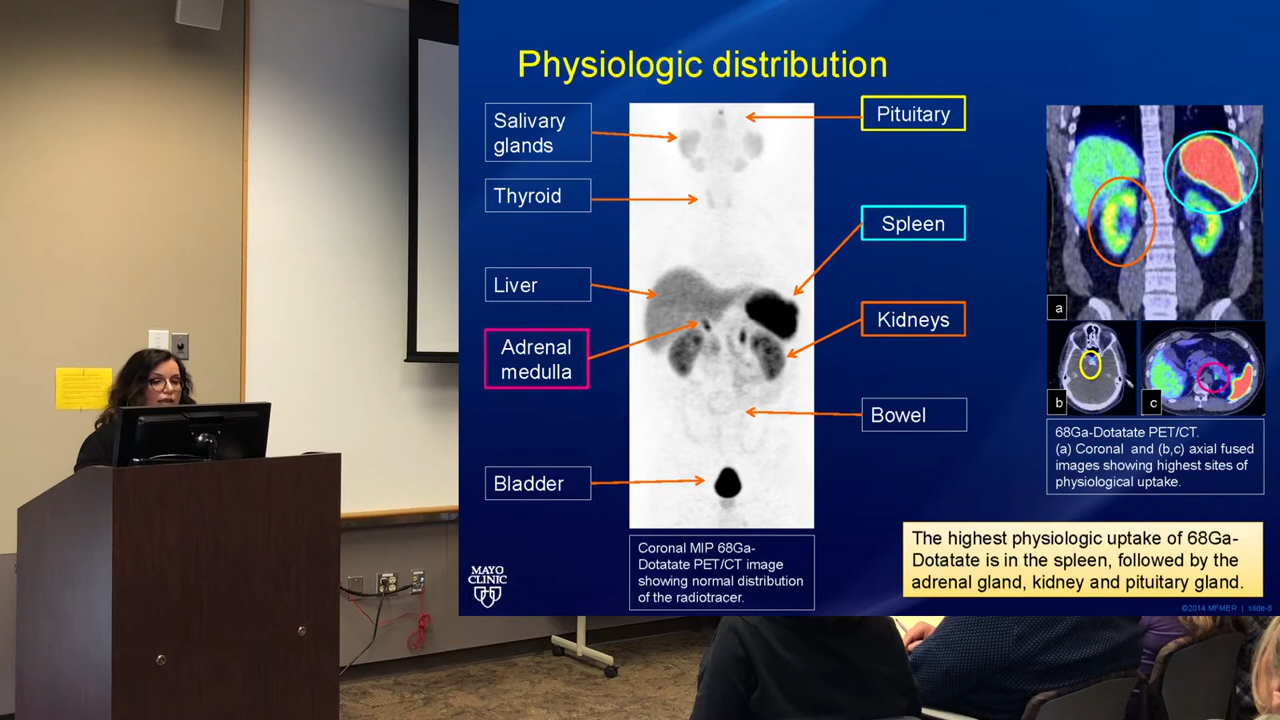 Physiologic distribution
Salivary
glands
Thyroid
Liver
Adrenal
medulla
Bladder
Pituitary
Spleen
Kidneys
Bowel
a
b
c
68Ga-Dotatate PET/CT.
(a) Coronal and (b,c) axial fused
images showing highest sites of
physiological uptake.
Coronal MIP 68Ga-
Dotatate PET/CT image
showing normal distribution
of the radiotracer.
The highest physiologic uptake of 68Ga-
Dotatate is in the spleen, followed by the
adrenal gland, kidney and pituitary gland.
MAYO
CLINIC
©2014 MFMER | slide-8